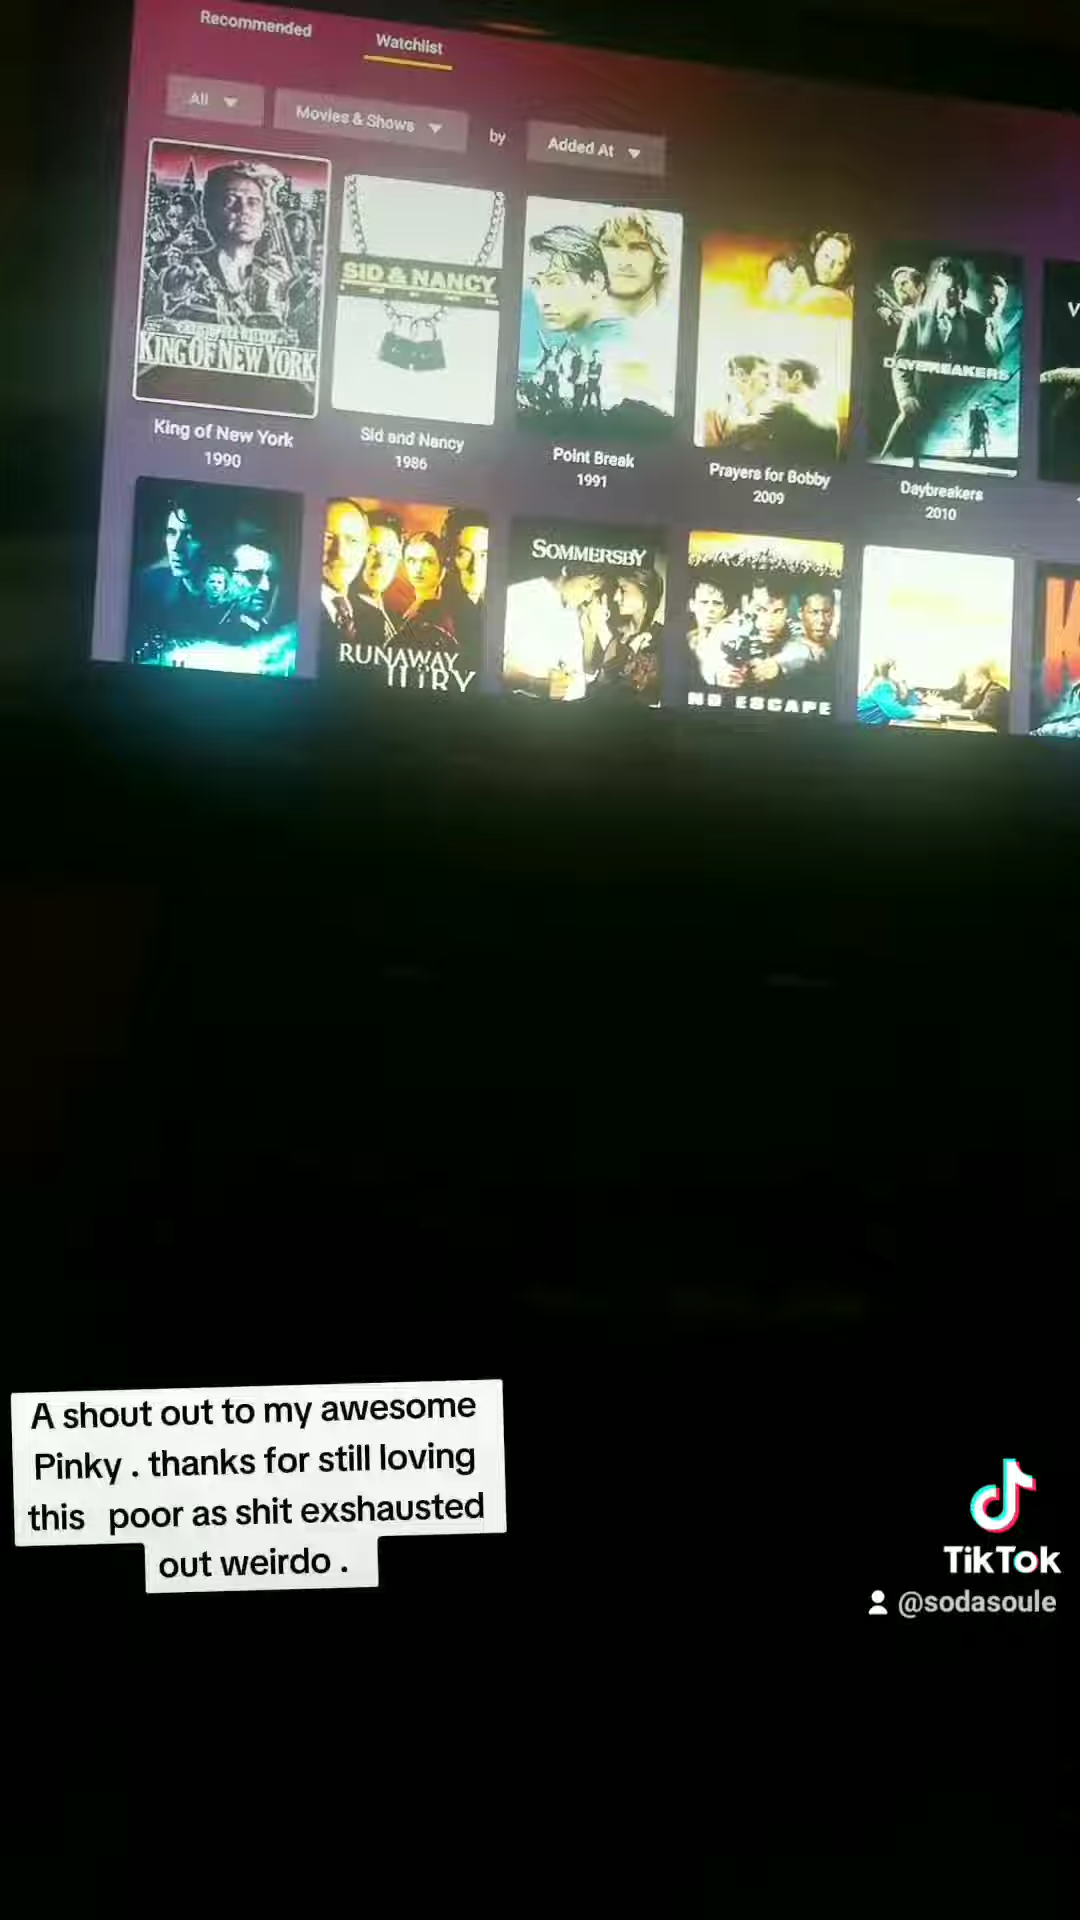 Recommended
Watchlist
All
Movies & Shows
by
Added At
KING OF NEW YORK
SID & NANCY
DAYBREAKERS
V
King of New York
1990
Sid and Nancy
1986
Point Break
1991
Prayers for Bobby
2009
Daybreakers
2010
RUNAWAY
JURY
SOMMERSBY
NO ESCAPE
K
A shout out to my awesome
Pinky . thanks for still loving
this poor as shit exshausted
out weirdo .
TikTok
@sodasoule